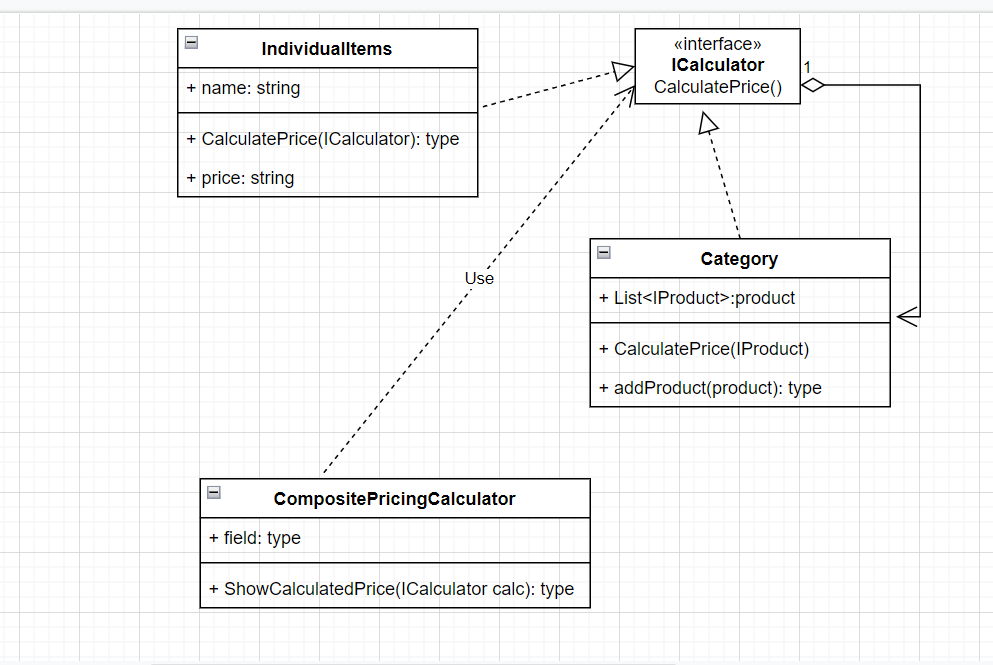 IndividualItems
+ name: string
+ CalculatePrice(ICalculator): type
+ price: string
«interface»
ICalculator
CalculatePrice()
1
Use
Category
+ List<IProduct>:product
+ CalculatePrice(IProduct)
+ addProduct(product): type
CompositePricingCalculator
+ field: type
+ ShowCalculatedPrice(ICalculator calc): type